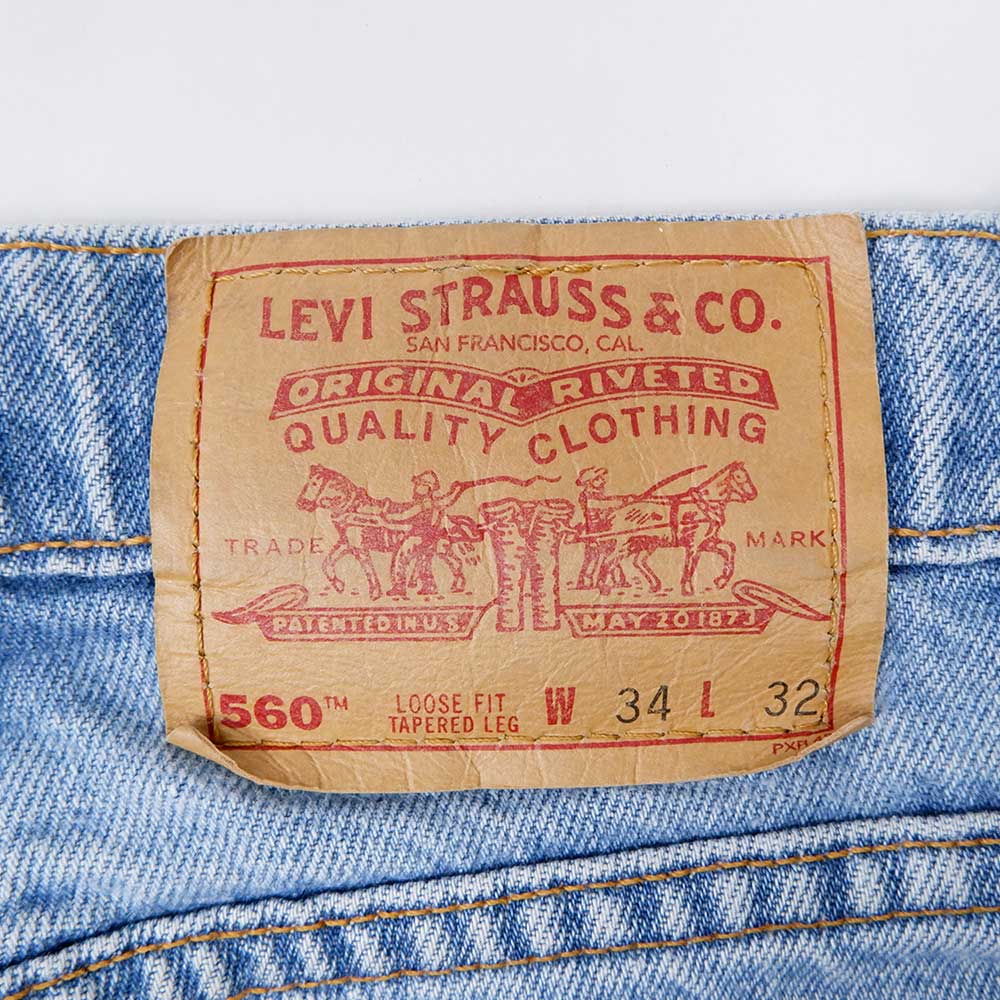 LEVI STRAUSS & CO.
SAN FRANCISCO, CAL.
ORIGINAL RIVETED
QUALITY CLOTHING
TRADE MARK
PATENTED IN U.S. MAY 20 1873
560™ LOOSE FIT W 34 L 32
TAPERED LEG